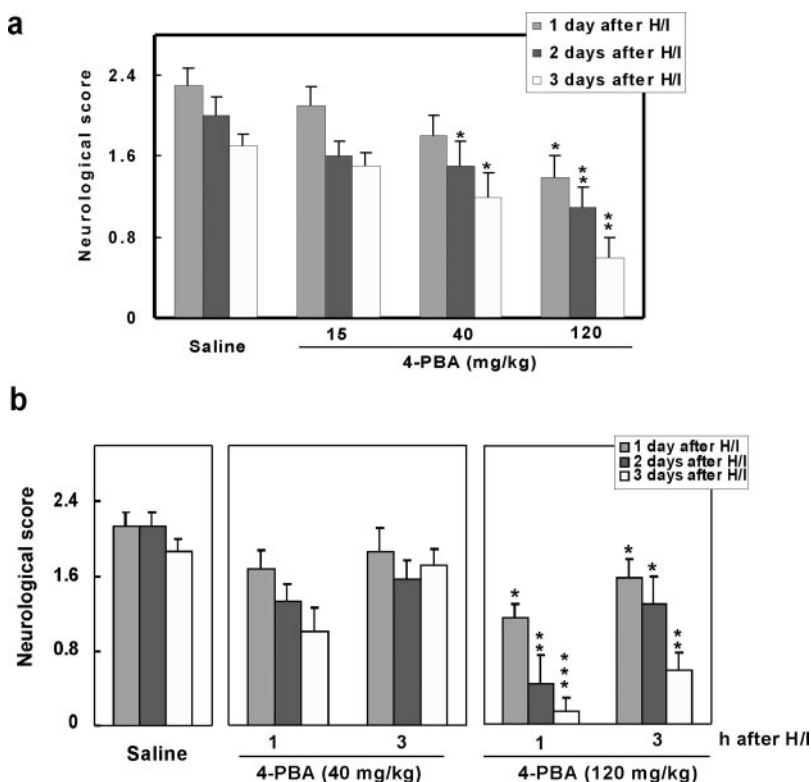 a
1 day after H/I
2 days after H/I
3 days after H/I
Neurological score
2.4
1.6
0.8
0
*
*
*
**
**
Saline
15 40 120
4-PBA (mg/kg)
b
1 day after H/I
2 days after H/I
3 days after H/I
Neurological score
2.4
1.6
0.8
0
*
**
***
*
*
**
Saline
1 3 1 3 h after H/I
4-PBA (40 mg/kg) 4-PBA (120 mg/kg)